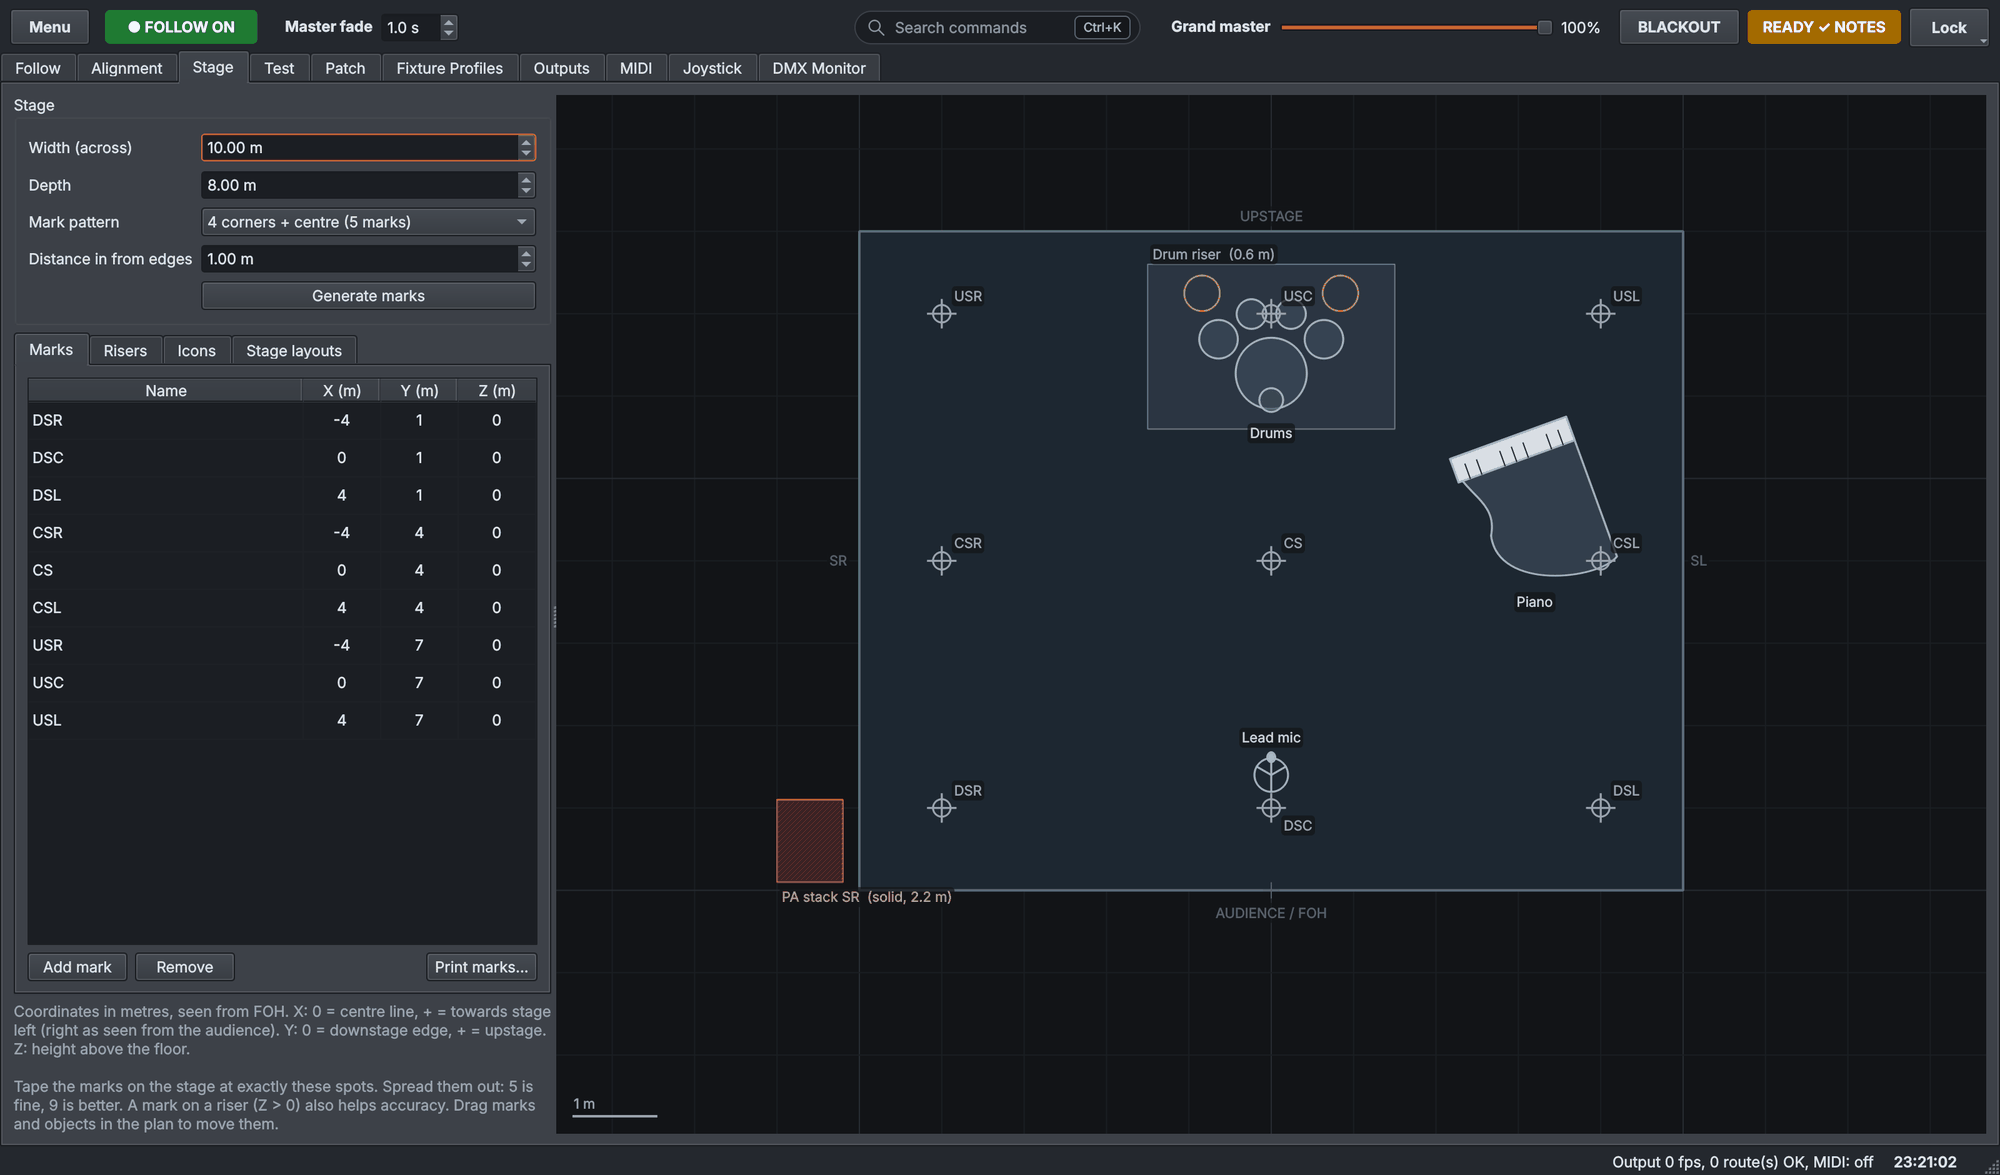 Menu
FOLLOW ON
Master fade
1.0 s
Search commands
Ctrl+K
Grand master
100%
BLACKOUT
READY ✓ NOTES
Lock
Follow
Alignment
Stage
Test
Patch
Fixture Profiles
Outputs
MIDI
Joystick
DMX Monitor
Stage
Width (across)
10.00 m
Depth
8.00 m
Mark pattern
4 corners + centre (5 marks)
Distance in from edges
1.00 m
Generate marks
Marks
Risers
Icons
Stage layouts
Name X (m) Y (m) Z (m)
DSR -4 1 0
DSC 0 1 0
DSL 4 1 0
CSR -4 4 0
CS 0 4 0
CSL 4 4 0
USR -4 7 0
USC 0 7 0
USL 4 7 0
Add mark
Remove
Print marks...
Coordinates in metres, seen from FOH. X: 0 = centre line, + = towards stage
left (right as seen from the audience). Y: 0 = downstage edge, + = upstage.
Z: height above the floor.
Tape the marks on the stage at exactly these spots. Spread them out: 5 is
fine, 9 is better. A mark on a riser (Z > 0) also helps accuracy. Drag marks
and objects in the plan to move them.
UPSTAGE
Drum riser (0.6 m)
USR
USC
USL
Drums
CSR
CS
CSL
SR
SL
Piano
Lead mic
DSR
DSL
DSC
PA stack SR (solid, 2.2 m)
AUDIENCE / FOH
1 m
Output 0 fps, 0 route(s) OK, MIDI: off
23:21:02